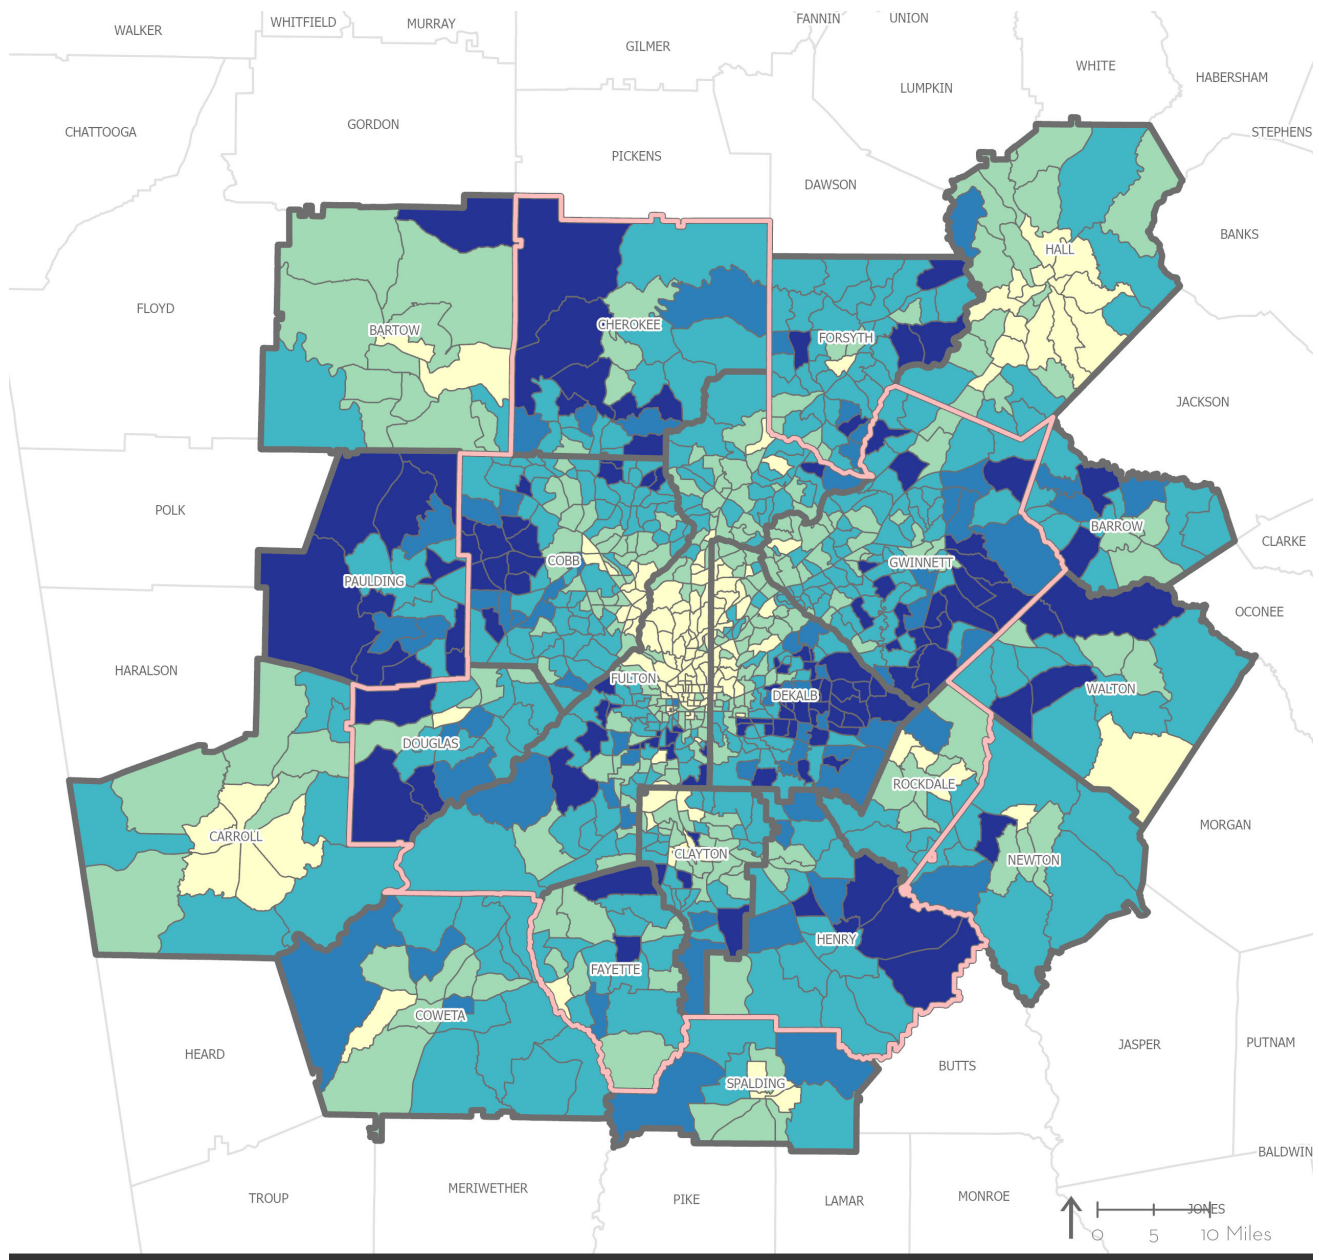 FANNIN
UNION
WHITFIELD
MURRAY
WALKER
GILMER
WHITE
HABERSHAM
LUMPKIN
GORDON
CHATTOOGA
STEPHENS
PICKENS
DAWSON
BANKS
HALL
FLOYD
CHEROKEE
BARTOW
FORSYTH
JACKSON
POLK
BARROW
CLARKE
COBB
GWINNETT
PAULDING
OCONEE
HARALSON
FULTON
WALTON
DEKALB
DOUGLAS
ROCKDALE
MORGAN
CARROLL
CLAYTON
NEWTON
HENRY
FAYETTE
COWETA
PUTNAM
JASPER
HEARD
BUTTS
SPALDING
BALDWIN
MERIWETHER
TROUP
PIKE
LAMAR
MONROE
JONES
0 5 10 Miles